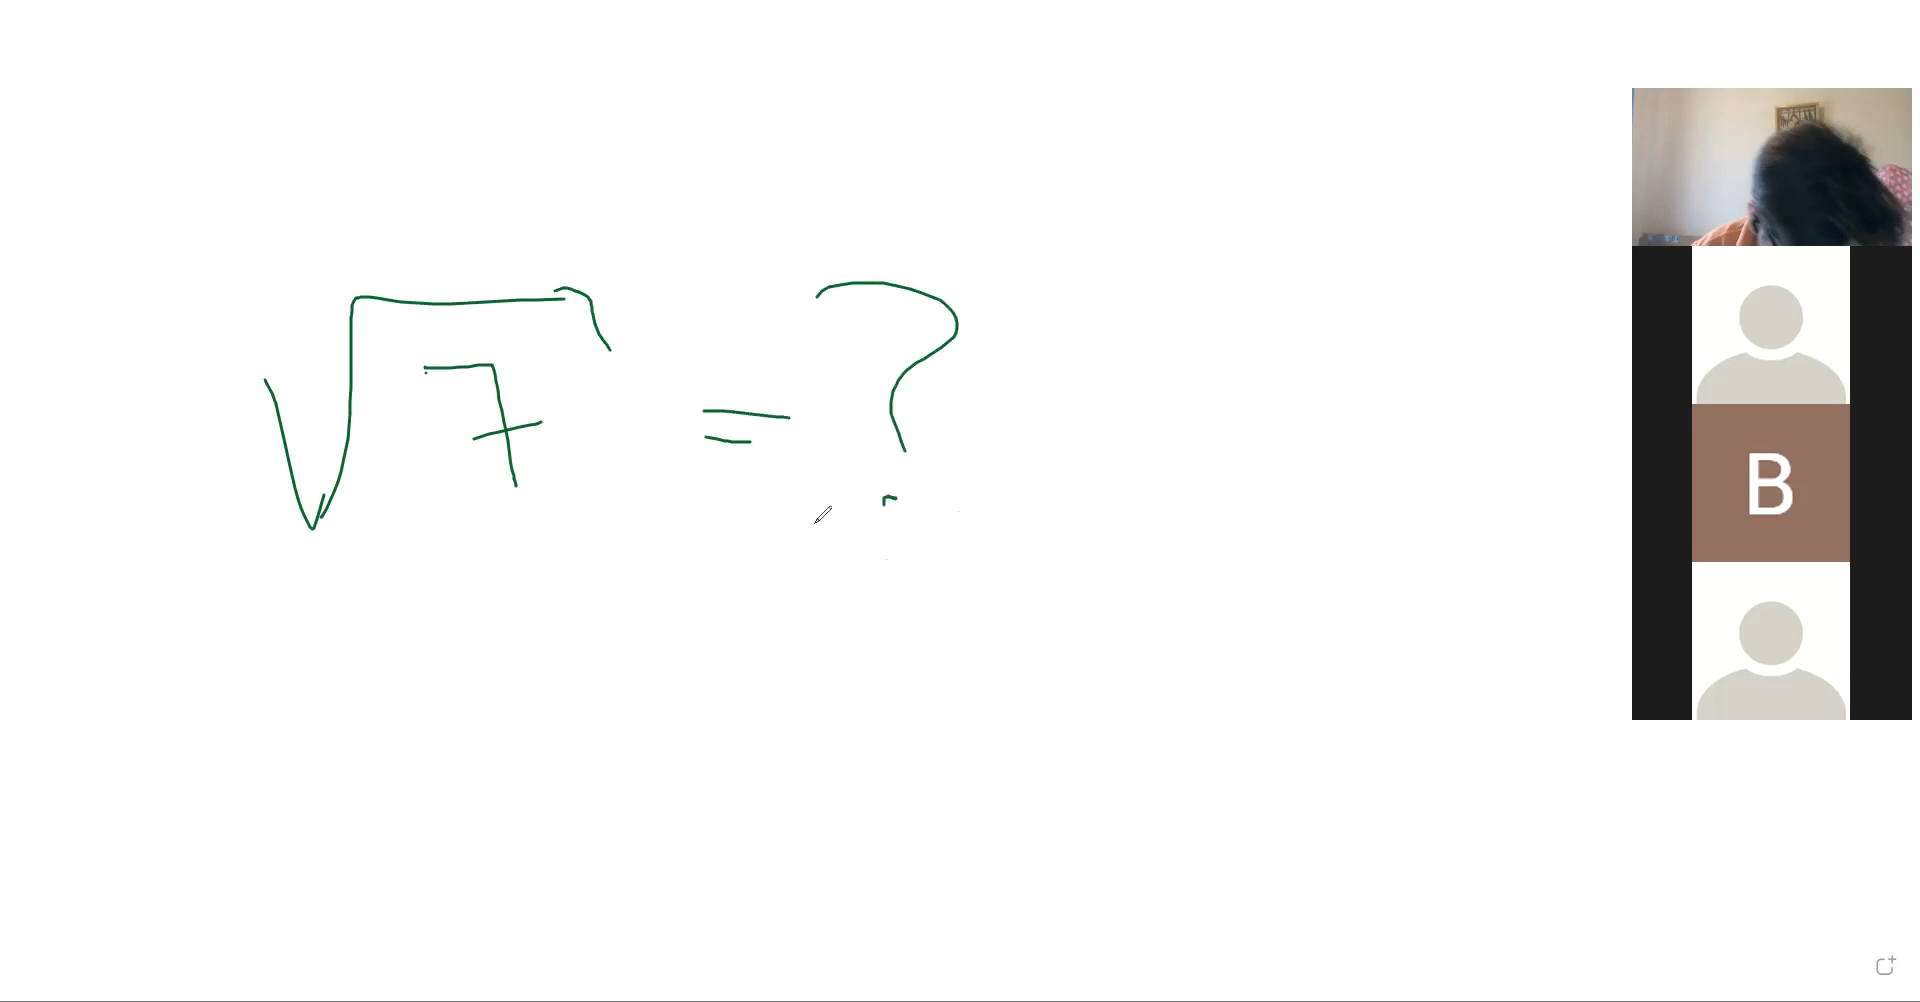 √7 = ?
B